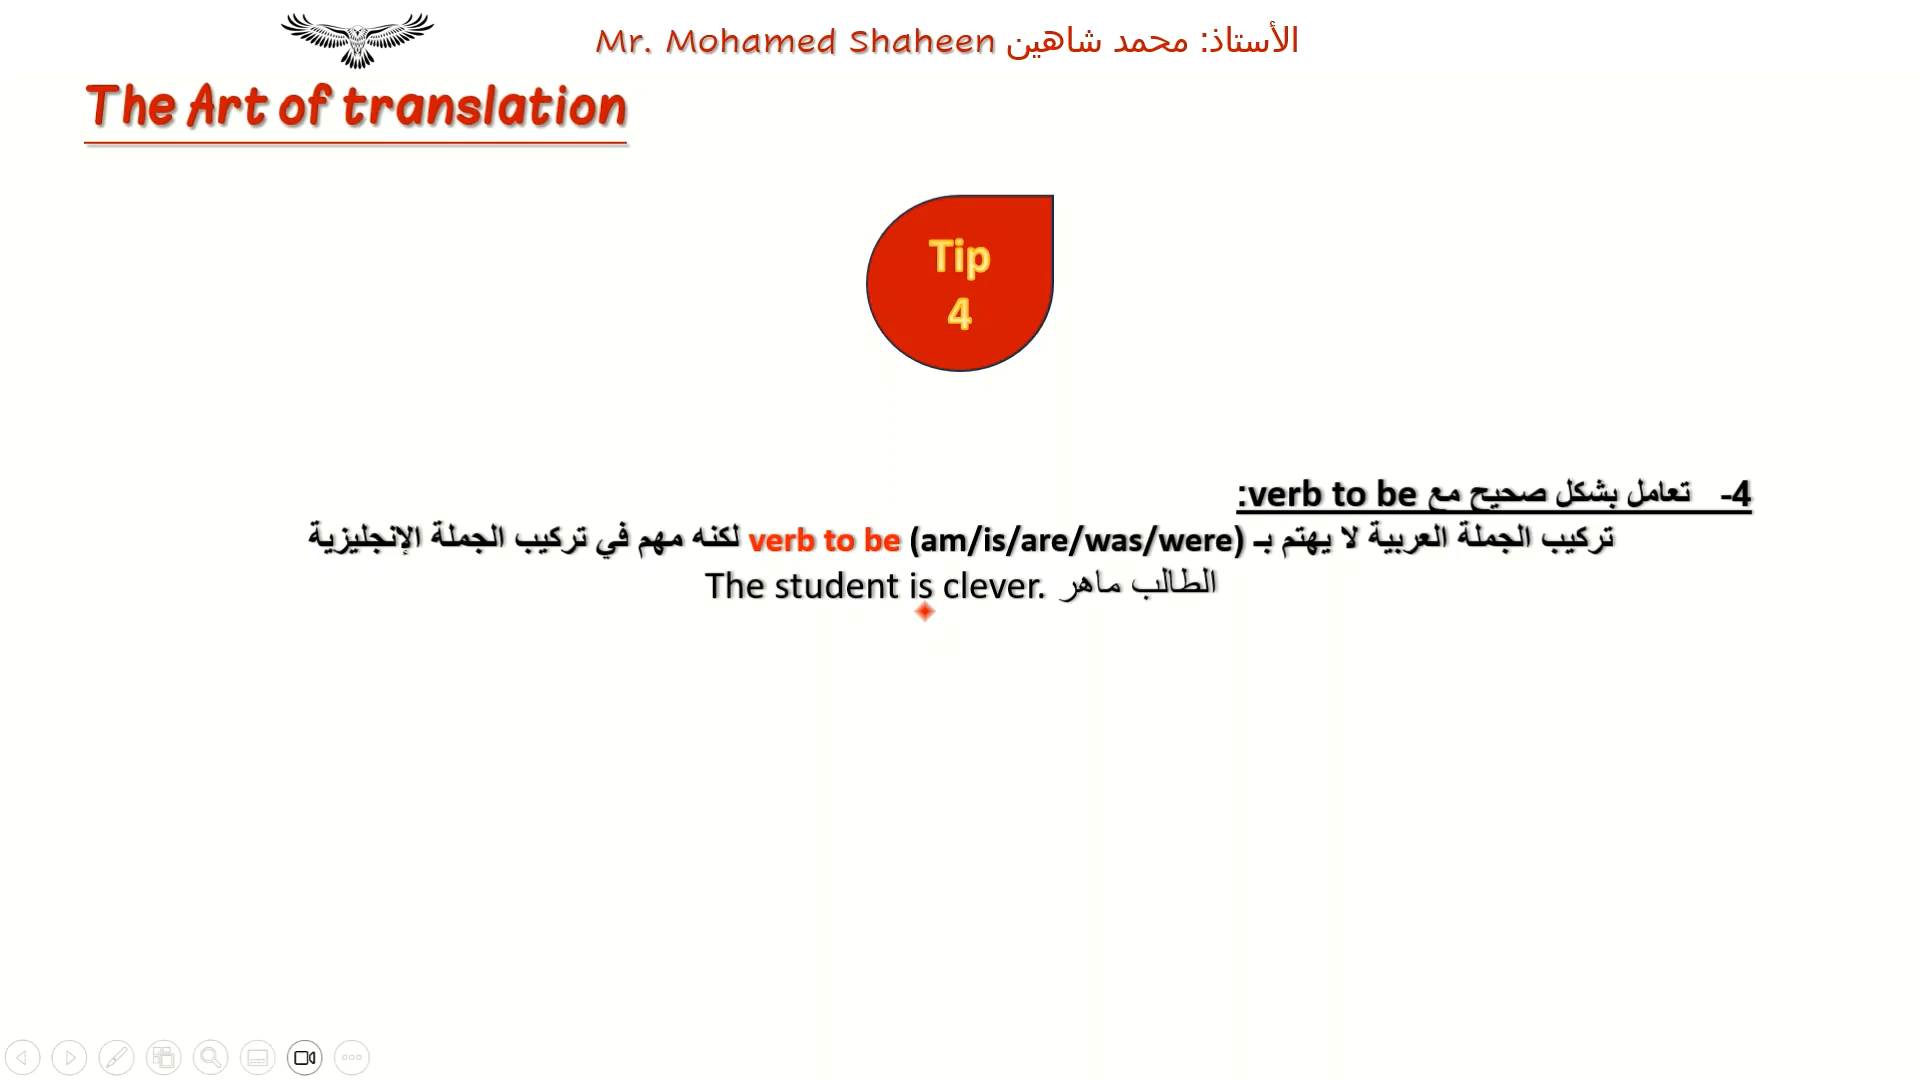 Mr. Mohamed Shaheen الأستاذ: محمد شاهين
The Art of translation
Tip
4
4- تعامل بشكل صحيح مع verb to be:
تركيب الجملة العربية لا يهتم بـ verb to be (am/is/are/was/were) لكنه مهم في تركيب الجملة الإنجليزية
الطالب ماهر The student is clever.